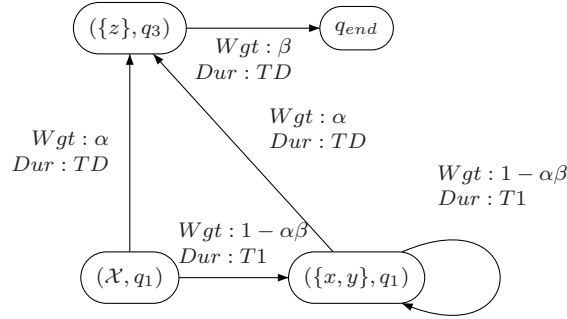 ({z}, q₃)
q_end
Wgt : β
Dur : TD
Wgt : α
Dur : TD
Wgt : α
Dur : TD
Wgt : 1 − αβ
Dur : T1
Wgt : 1 − αβ
Dur : T1
(𝒳, q₁)
({x, y}, q₁)